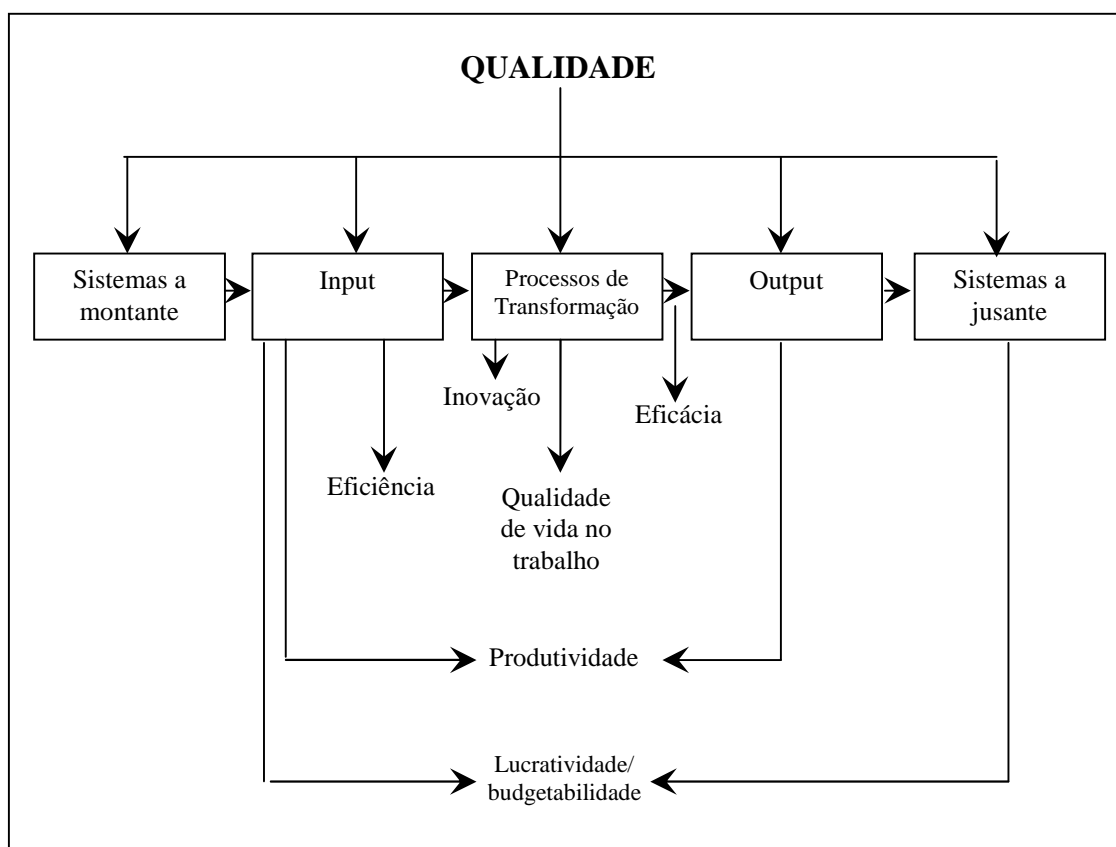 QUALIDADE
Sistemas a
montante
Input
Processos de
Transformação
Output
Sistemas a
jusante
Inovação
Eficácia
Eficiência
Qualidade
de vida no
trabalho
Produtividade
Lucratividade/
budgetabilidade